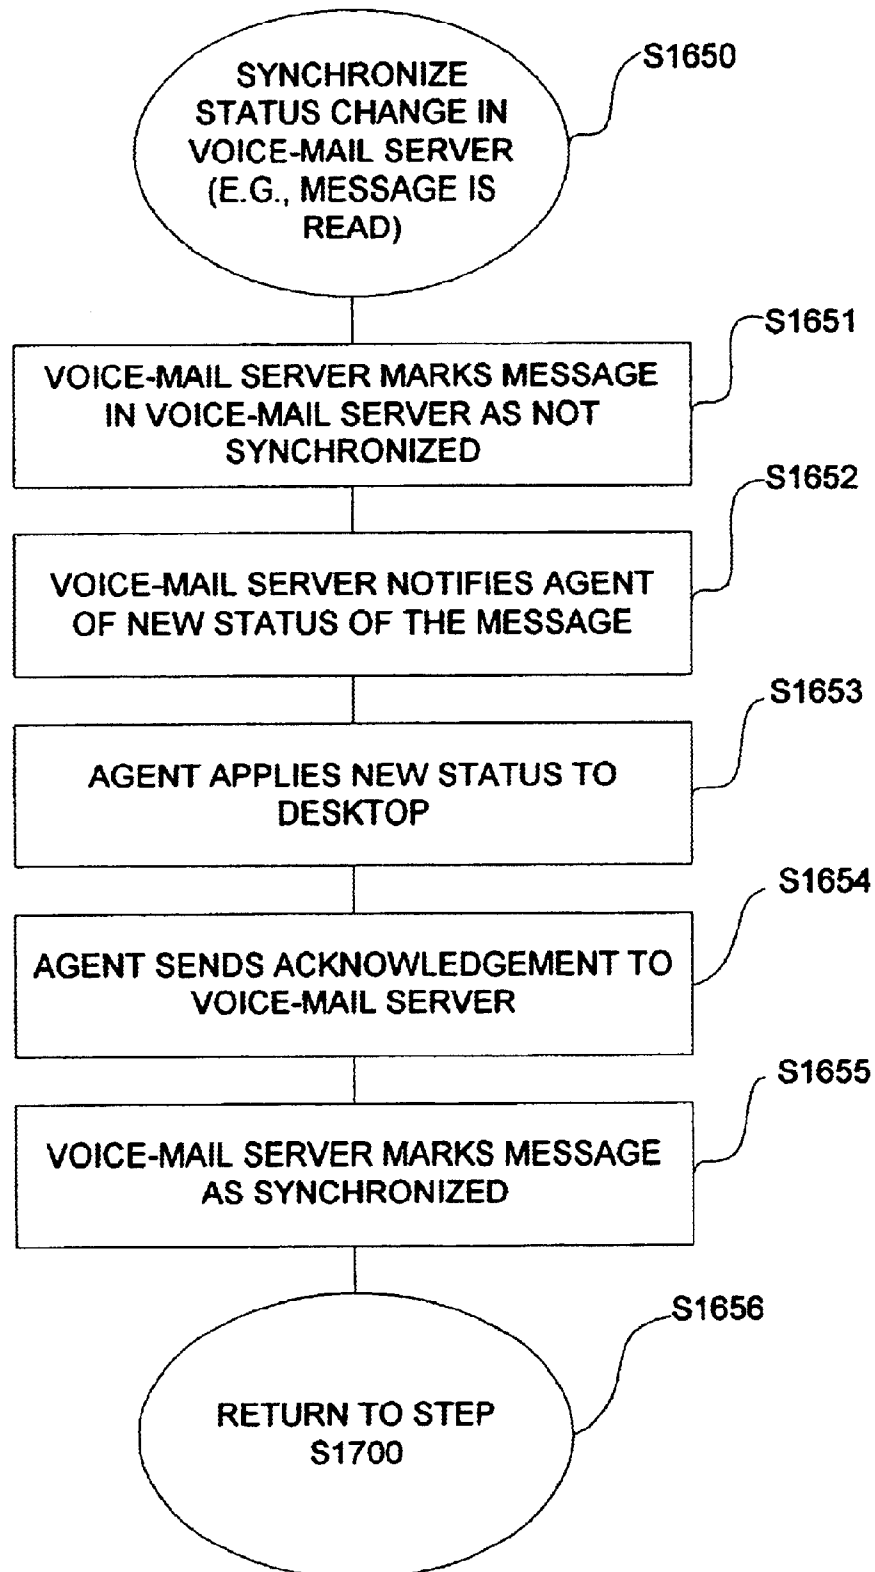 SYNCHRONIZE
STATUS CHANGE IN
VOICE-MAIL SERVER
(E.G., MESSAGE IS
READ)
S1650
S1651
VOICE-MAIL SERVER MARKS MESSAGE
IN VOICE-MAIL SERVER AS NOT
SYNCHRONIZED
S1652
VOICE-MAIL SERVER NOTIFIES AGENT
OF NEW STATUS OF THE MESSAGE
S1653
AGENT APPLIES NEW STATUS TO
DESKTOP
S1654
AGENT SENDS ACKNOWLEDGEMENT TO
VOICE-MAIL SERVER
S1655
VOICE-MAIL SERVER MARKS MESSAGE
AS SYNCHRONIZED
S1656
RETURN TO STEP
S1700